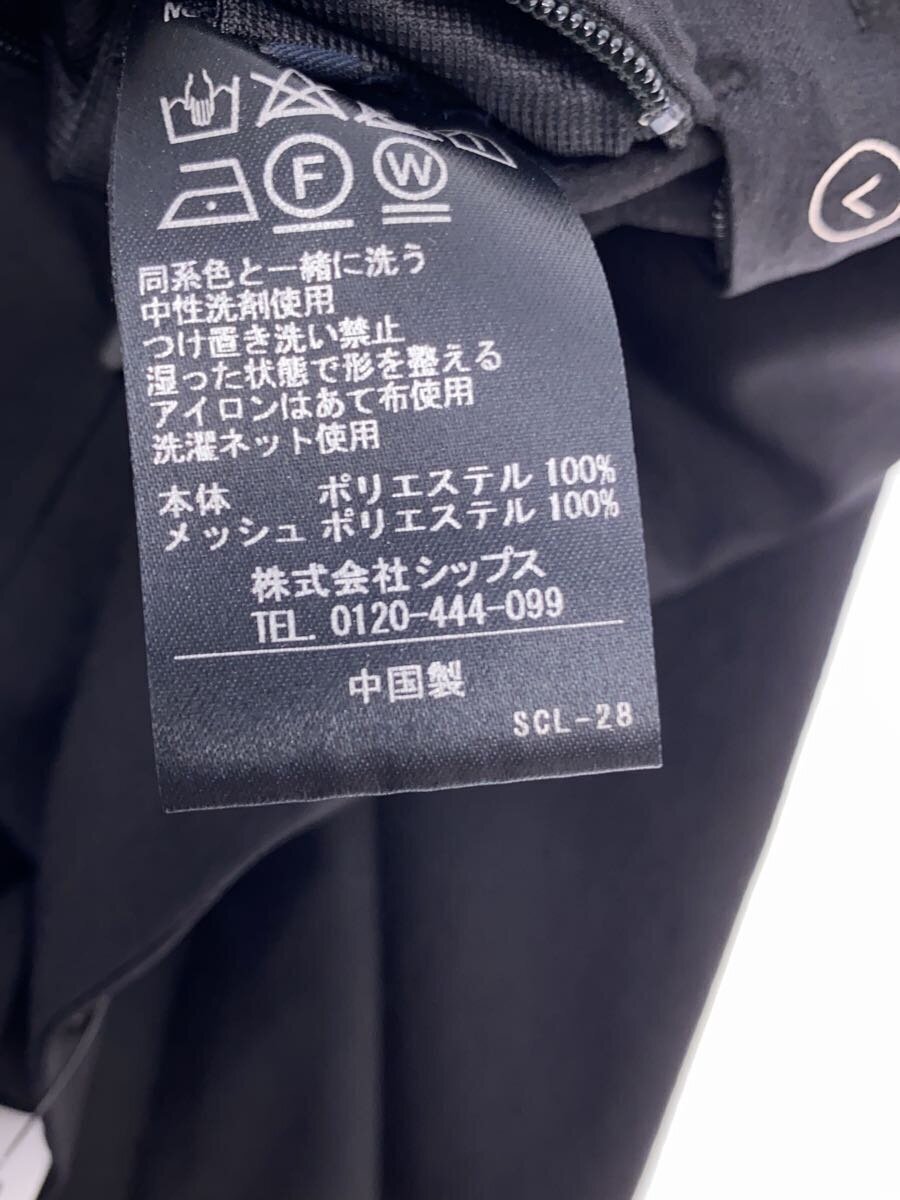 F W
同系色と一緒に洗う
中性洗剤使用
つけ置き洗い禁止
湿った状態で形を整える
アイロンはあて布使用
洗濯ネット使用
本体 ポリエステル 100%
メッシュ ポリエステル 100%
株式会社シップス
TEL. 0120-444-099
中国製
SCL-28